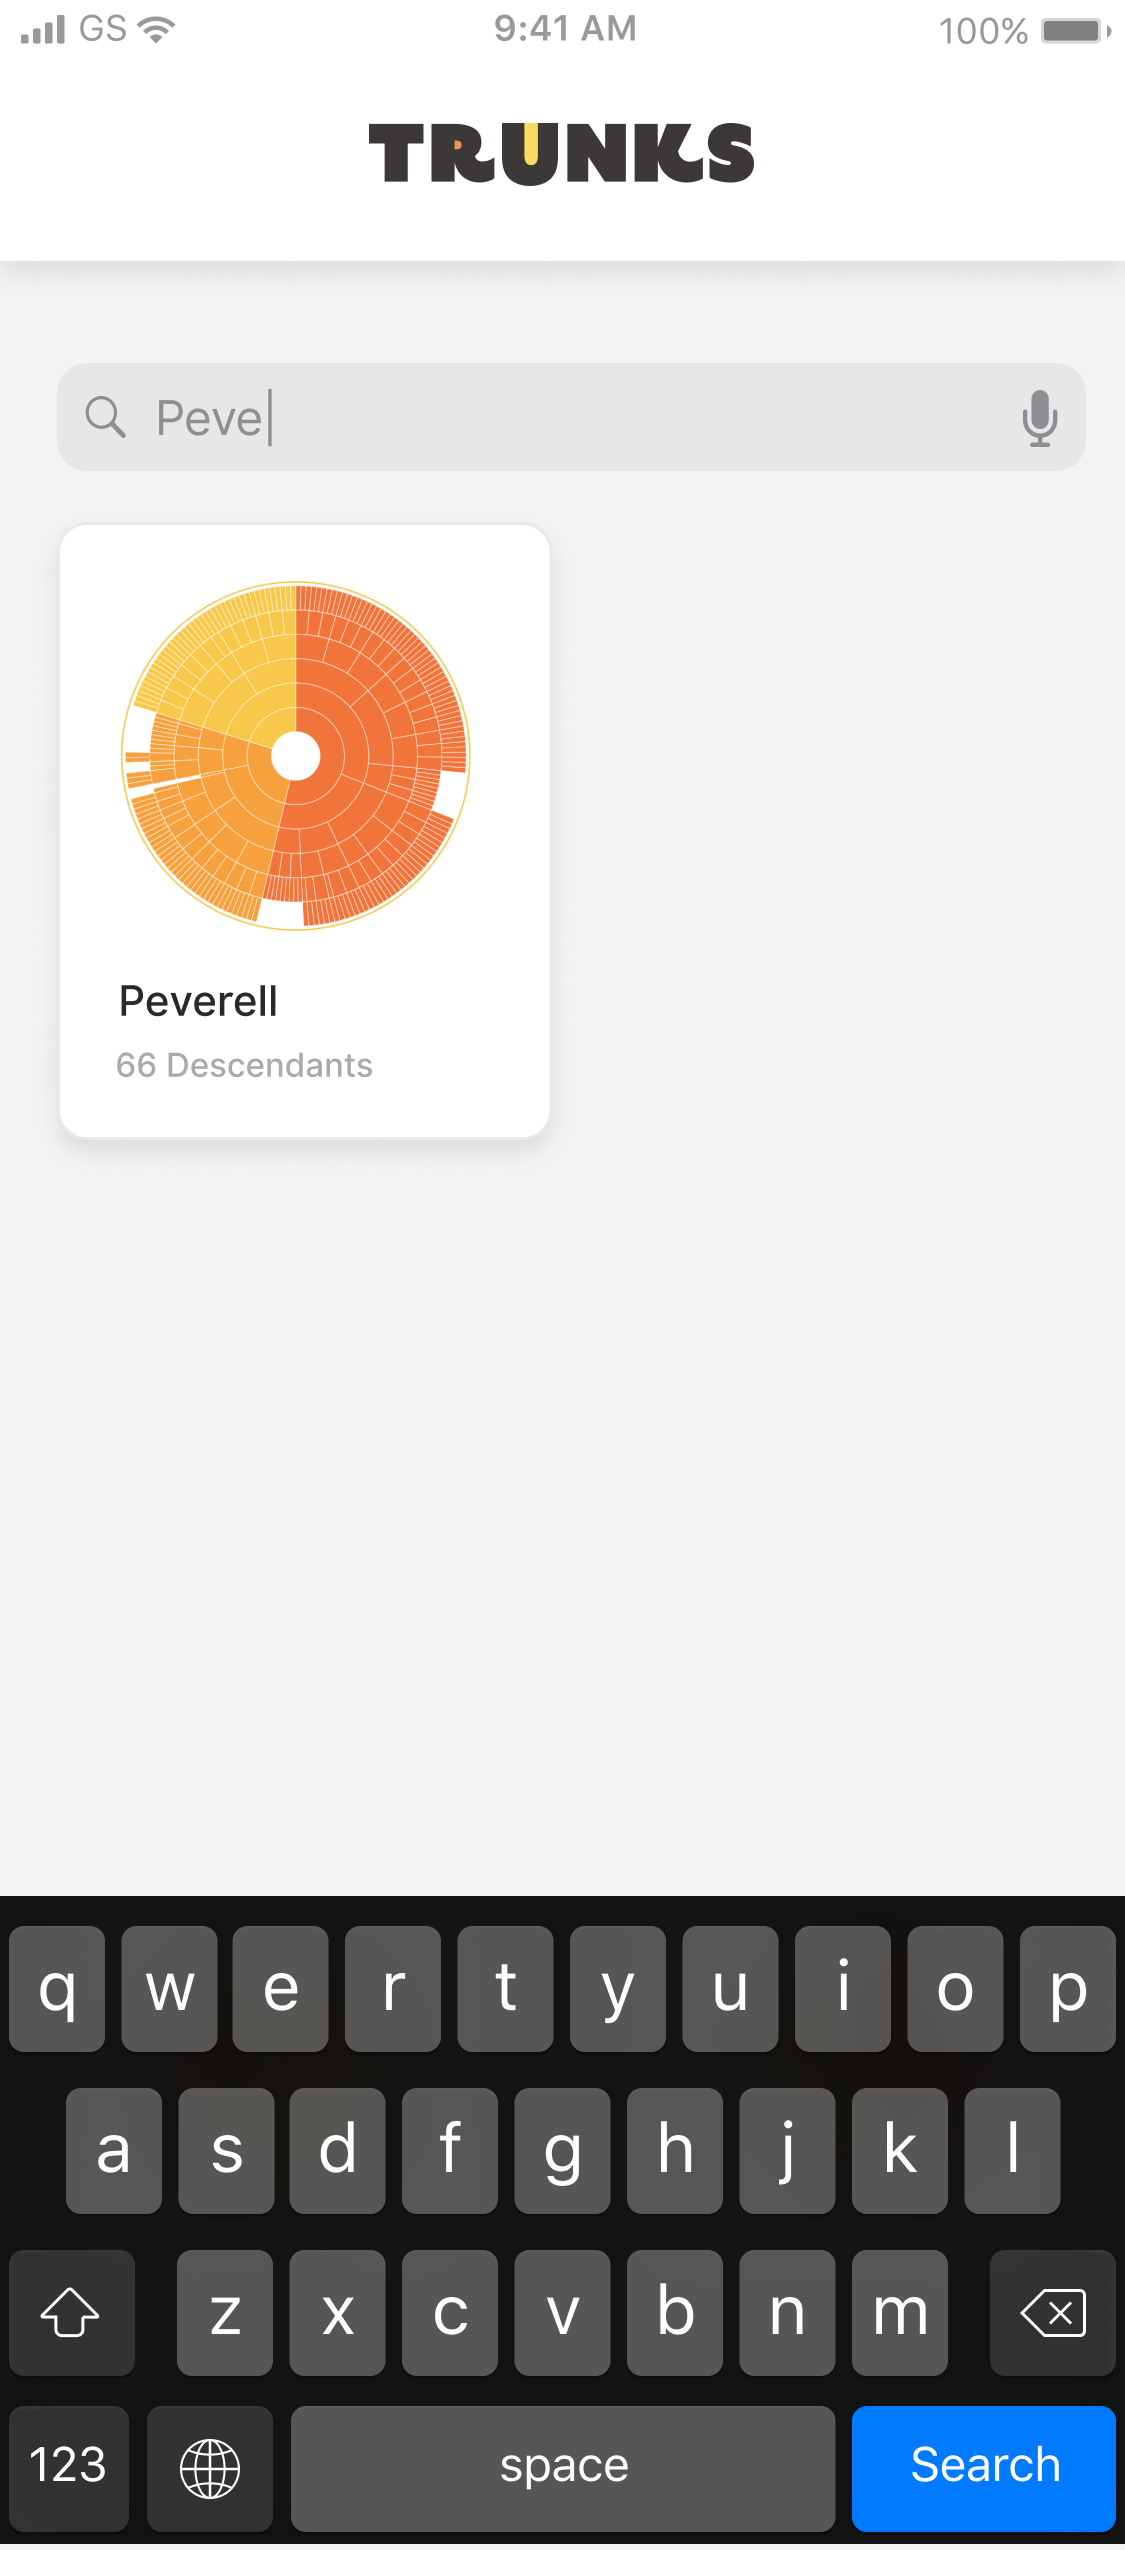 GS 9:41 AM 100%
TRUNKS
Peve
Peverell
66 Descendants
q w e r t y u i o p
a s d f g h j k l
z x c v b n m
123 space Search